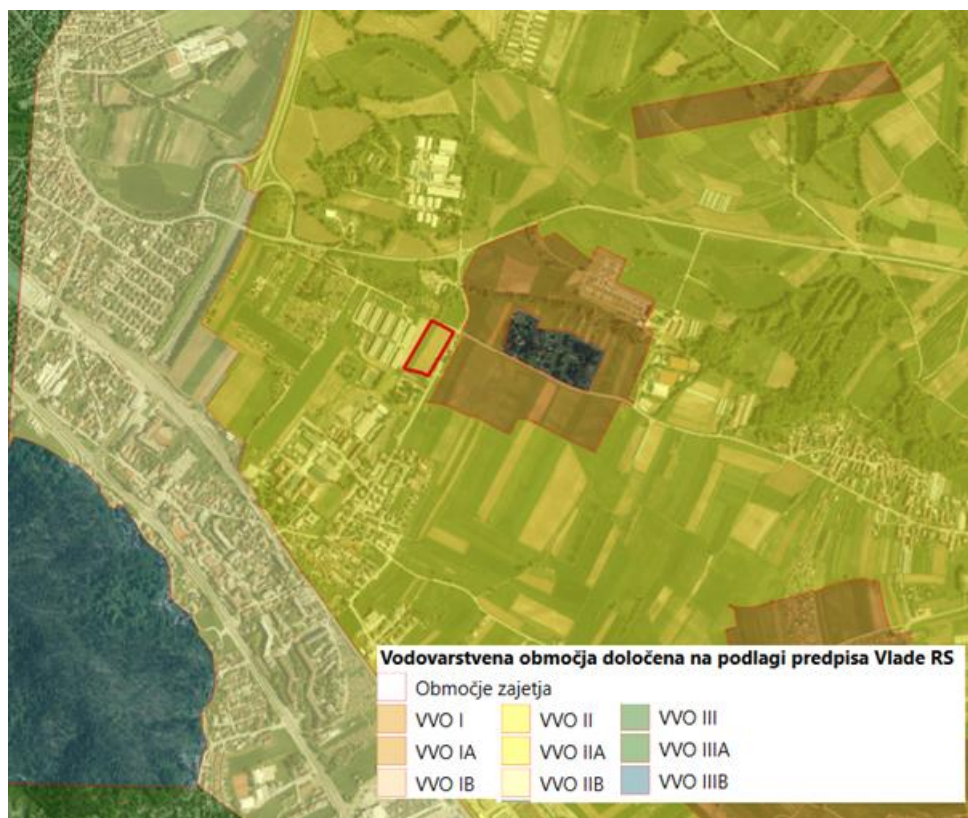 Vodovarstvena območja določena na podlagi predpisa Vlade RS
Območje zajetja
VVO I VVO II VVO III
VVO IA VVO IIA VVO IIIA
VVO IB VVO IIB VVO IIIB